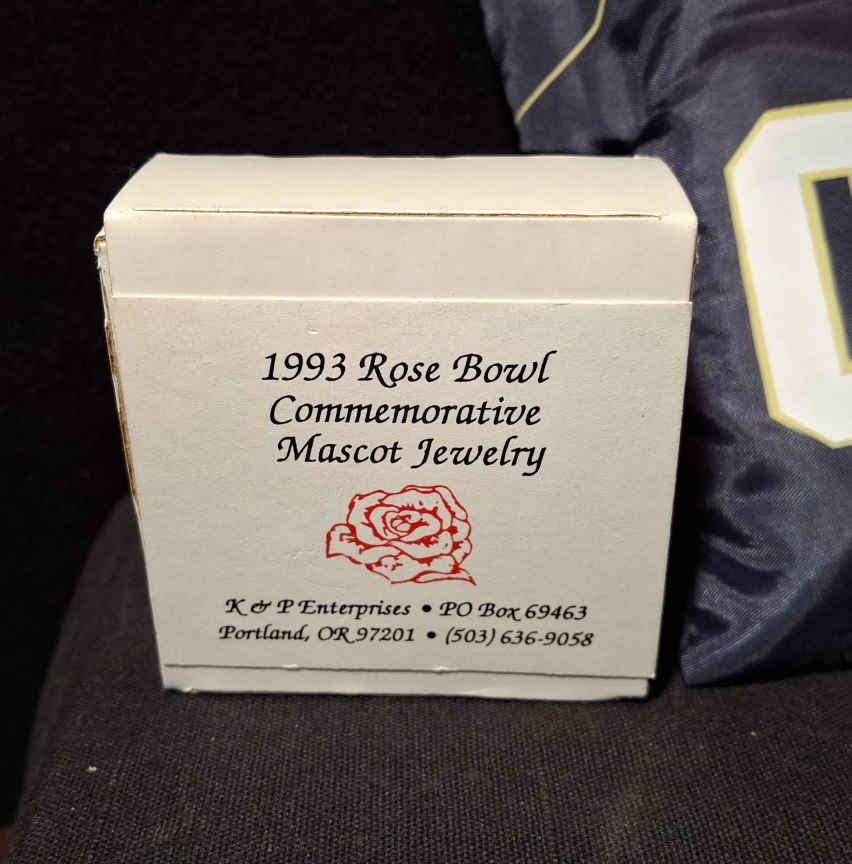 1993 Rose Bowl
Commemorative
Mascot Jewelry
K & P Enterprises • PO Box 69463
Portland, OR 97201 • (503) 636-9058